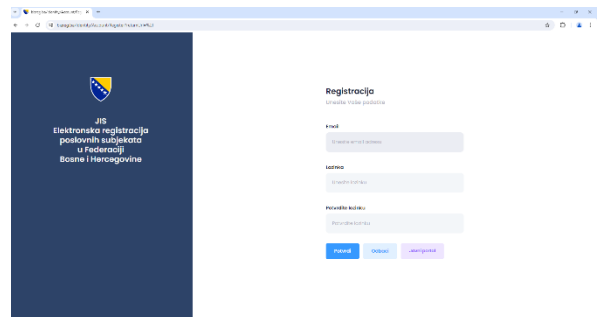 JIS
Elektronska registracija
poslovnih subjekata
u Federaciji
Bosne i Hercegovine
Registracija
Unesite Vaše podatke
Email
Unesite email adresu
Lozinka
Unesite lozinku
Potvrdite lozinku
Potvrdite lozinku
Potvrdi
Odbaci